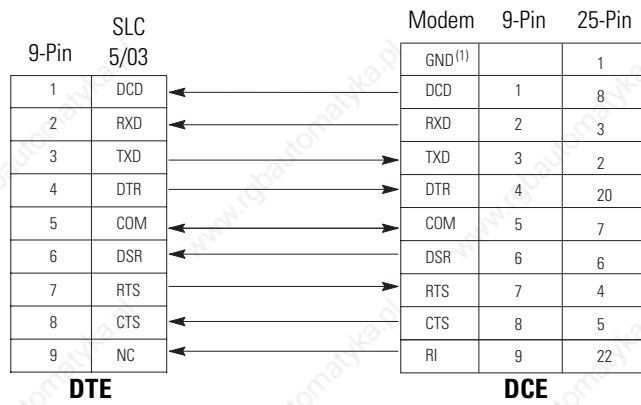 Modem 9-Pin 25-Pin
SLC
9-Pin 5/03
GND(1) 1
1 DCD DCD 1 8
2 RXD RXD 2 3
3 TXD TXD 3 2
4 DTR DTR 4 20
5 COM COM 5 7
6 DSR DSR 6 6
7 RTS RTS 7 4
8 CTS CTS 8 5
9 NC RI 9 22
DTE DCE
www.rgbautomatyka.pl